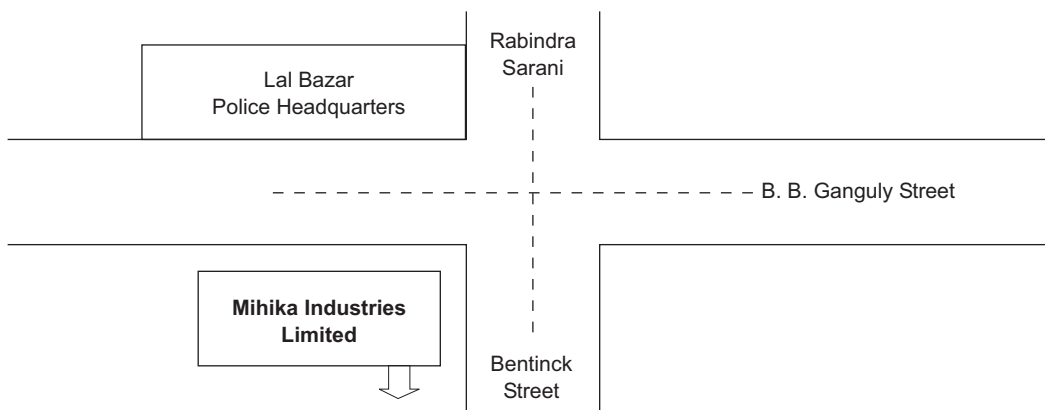 Rabindra
Sarani
Lal Bazar
Police Headquarters
B. B. Ganguly Street
Mihika Industries
Limited
Bentinck
Street